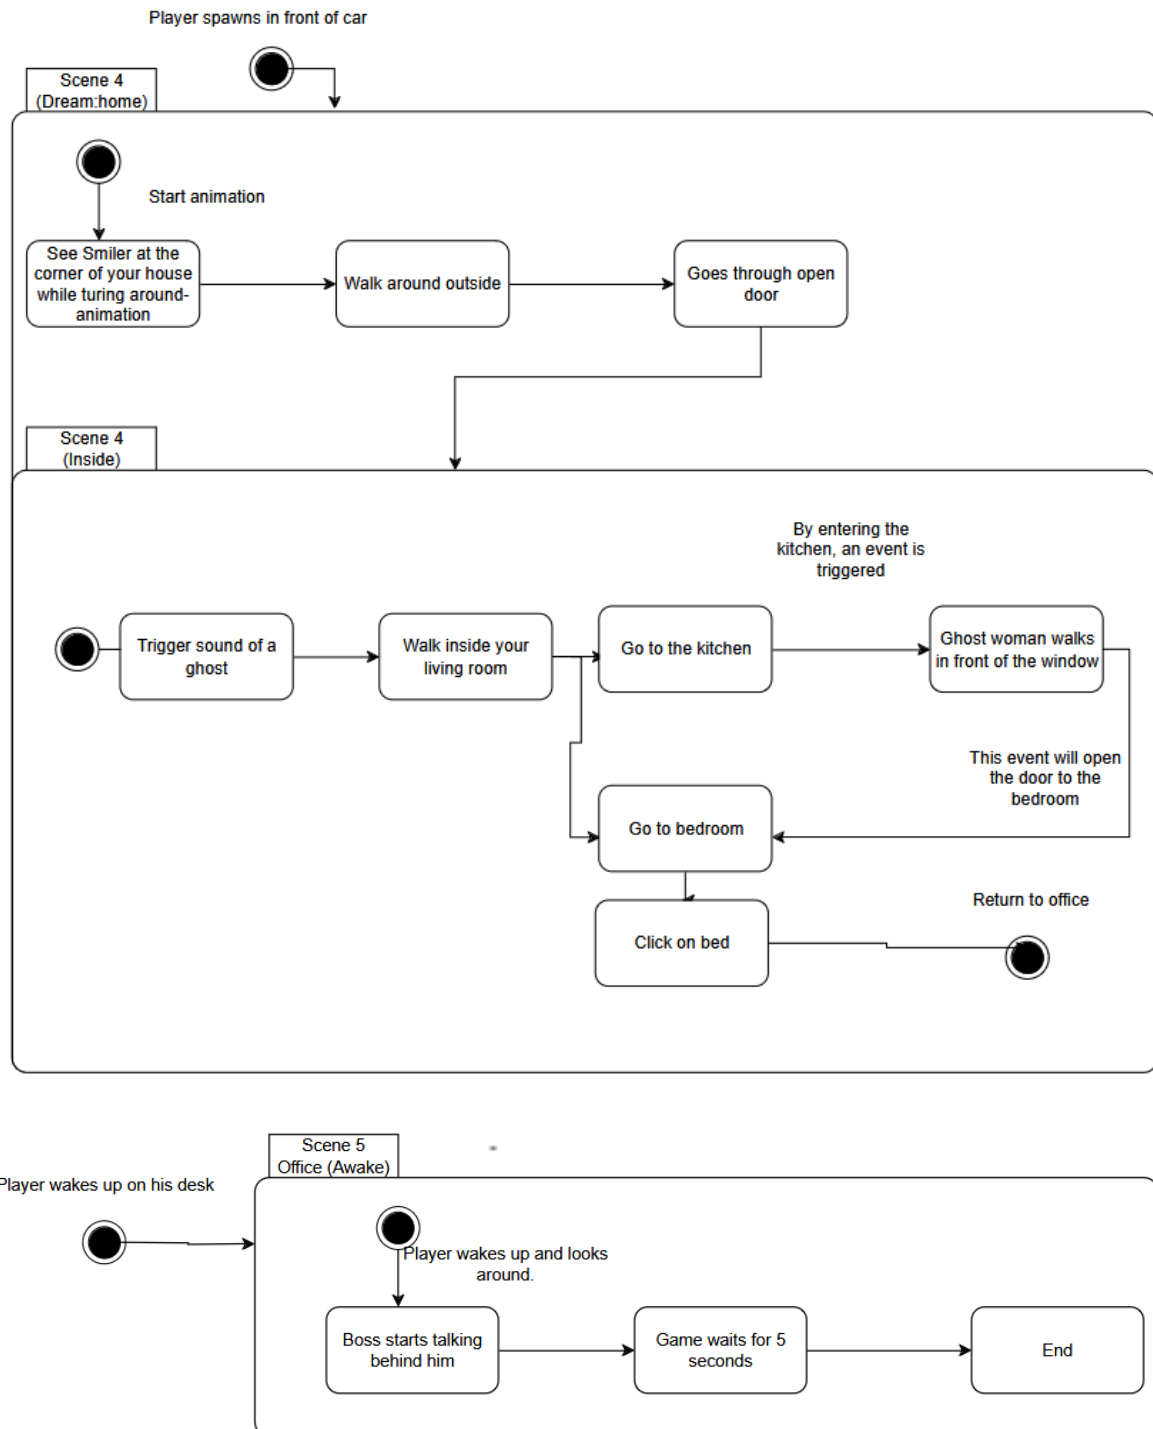 Player spawns in front of car
Scene 4
(Dream:home)
Start animation
See Smiler at the
corner of your house
while turing around-
animation
Walk around outside
Goes through open
door
Scene 4
(Inside)
By entering the
kitchen, an event is
triggered
Trigger sound of a
ghost
Walk inside your
living room
Go to the kitchen
Ghost woman walks
in front of the window
This event will open
the door to the
bedroom
Go to bedroom
Return to office
Click on bed
Scene 5
Office (Awake)
Player wakes up on his desk
Player wakes up and looks
around.
Boss starts talking
behind him
Game waits for 5
seconds
End